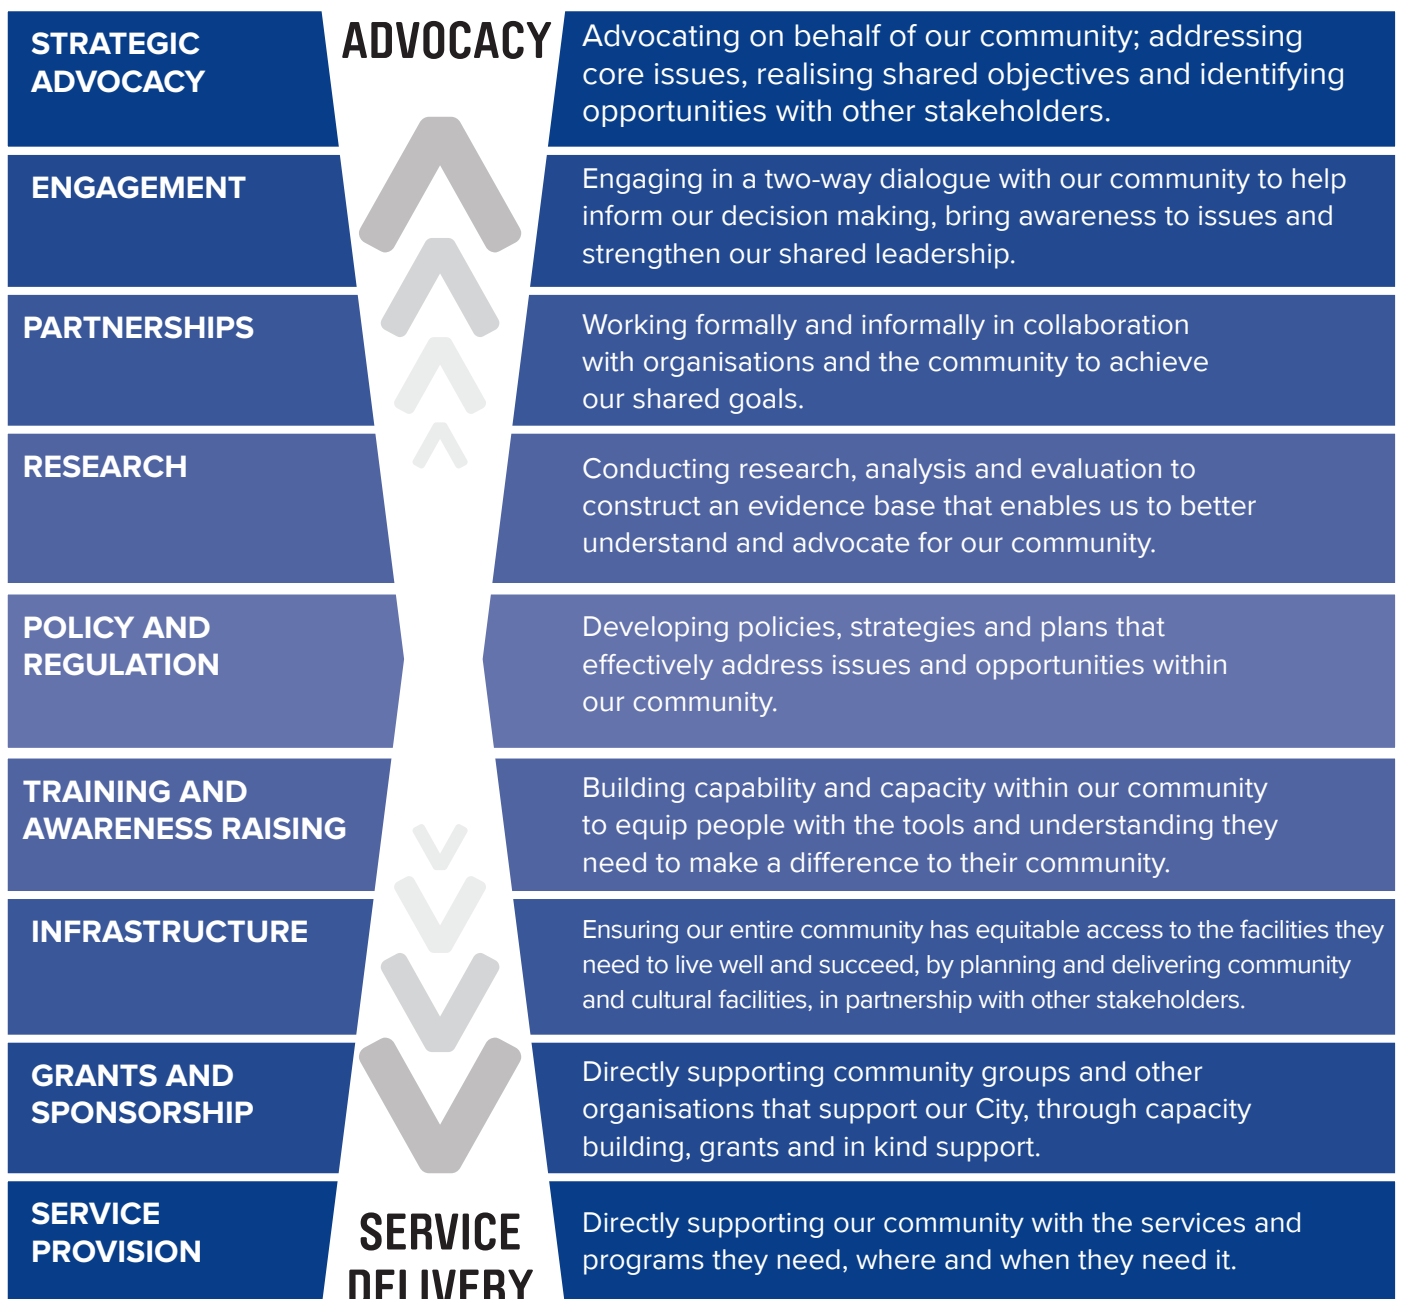 STRATEGIC
ADVOCACY
ADVOCACY
Advocating on behalf of our community; addressing
core issues, realising shared objectives and identifying
opportunities with other stakeholders.
ENGAGEMENT
Engaging in a two-way dialogue with our community to help
inform our decision making, bring awareness to issues and
strengthen our shared leadership.
PARTNERSHIPS
Working formally and informally in collaboration
with organisations and the community to achieve
our shared goals.
RESEARCH
Conducting research, analysis and evaluation to
construct an evidence base that enables us to better
understand and advocate for our community.
POLICY AND
REGULATION
Developing policies, strategies and plans that
effectively address issues and opportunities within
our community.
TRAINING AND
AWARENESS RAISING
Building capability and capacity within our community
to equip people with the tools and understanding they
need to make a difference to their community.
INFRASTRUCTURE
Ensuring our entire community has equitable access to the facilities they
need to live well and succeed, by planning and delivering community
and cultural facilities, in partnership with other stakeholders.
GRANTS AND
SPONSORSHIP
Directly supporting community groups and other
organisations that support our City, through capacity
building, grants and in kind support.
SERVICE
PROVISION
SERVICE
DELIVERY
Directly supporting our community with the services and
programs they need, where and when they need it.